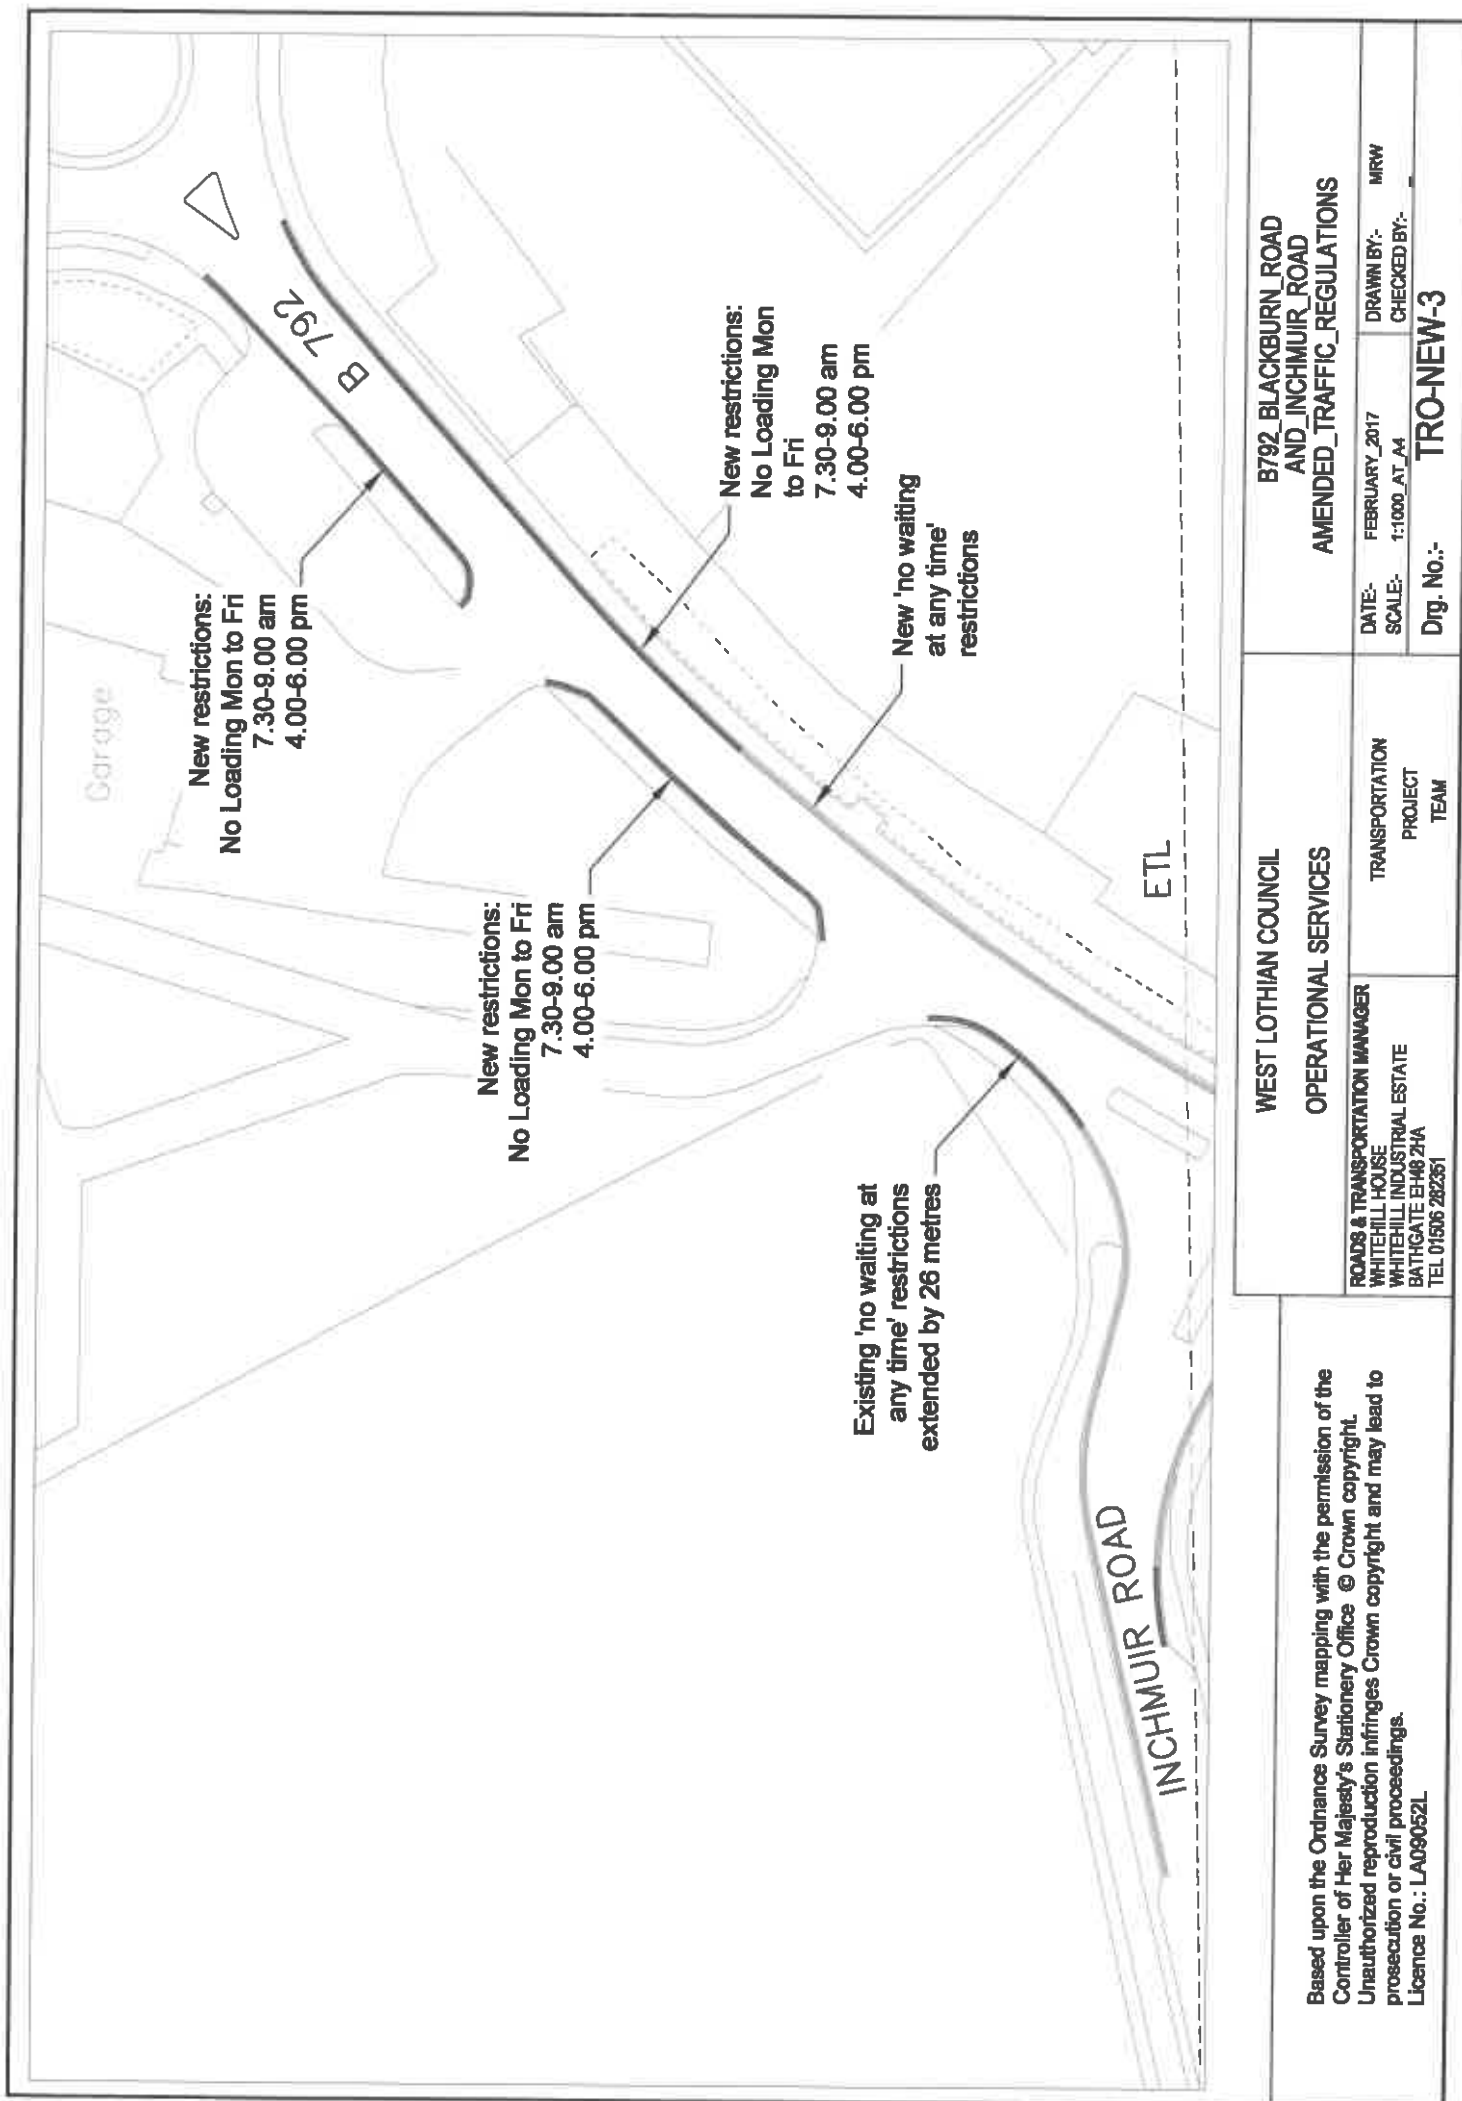 Garage
New restrictions:
No Loading Mon to Fri
7.30-9.00 am
4.00-6.00 pm
B 792
New restrictions:
No Loading Mon to Fri
7.30-9.00 am
4.00-6.00 pm
New restrictions:
No Loading Mon
to Fri
7.30-9.00 am
4.00-6.00 pm
New 'no waiting
at any time'
restrictions
Existing 'no waiting at
any time' restrictions
extended by 26 metres
ETL
INCHMUIR ROAD
Based upon the Ordnance Survey mapping with the permission of the
Controller of Her Majesty's Stationery Office © Crown copyright.
Unauthorized reproduction infringes Crown copyright and may lead to
prosecution or civil proceedings.
Licence No.: LA09052L
WEST LOTHIAN COUNCIL
OPERATIONAL SERVICES
ROADS & TRANSPORTATION MANAGER
WHITEHILL HOUSE
WHITEHILL INDUSTRIAL ESTATE
BATHGATE EH48 2HA
TEL 01506 282351
TRANSPORTATION
PROJECT
TEAM
B792_BLACKBURN_ROAD
AND_INCHMUIR_ROAD
AMENDED_TRAFFIC_REGULATIONS
DATE:- FEBRUARY_2017
SCALE:- 1:1000_AT_A4
DRAWN BY:- MRW
CHECKED BY:- _
Drg. No.:- TRO-NEW-3